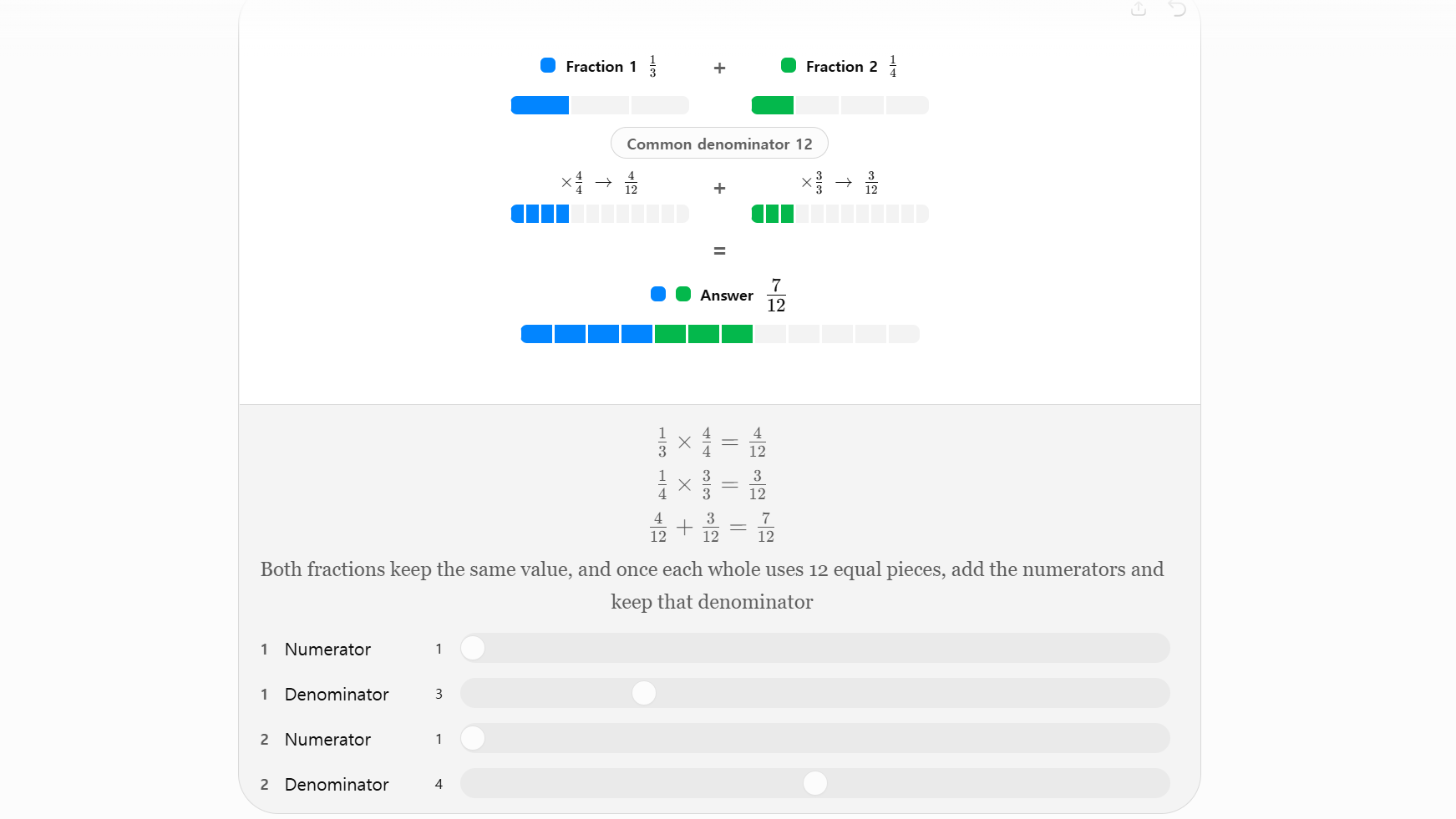 Fraction 1 1/3 + Fraction 2 1/4
Common denominator 12
×4/4 → 4/12 + ×3/3 → 3/12
=
Answer 7/12
1/3 × 4/4 = 4/12
1/4 × 3/3 = 3/12
4/12 + 3/12 = 7/12
Both fractions keep the same value, and once each whole uses 12 equal pieces, add the numerators and
keep that denominator
1 Numerator 1
1 Denominator 3
2 Numerator 1
2 Denominator 4